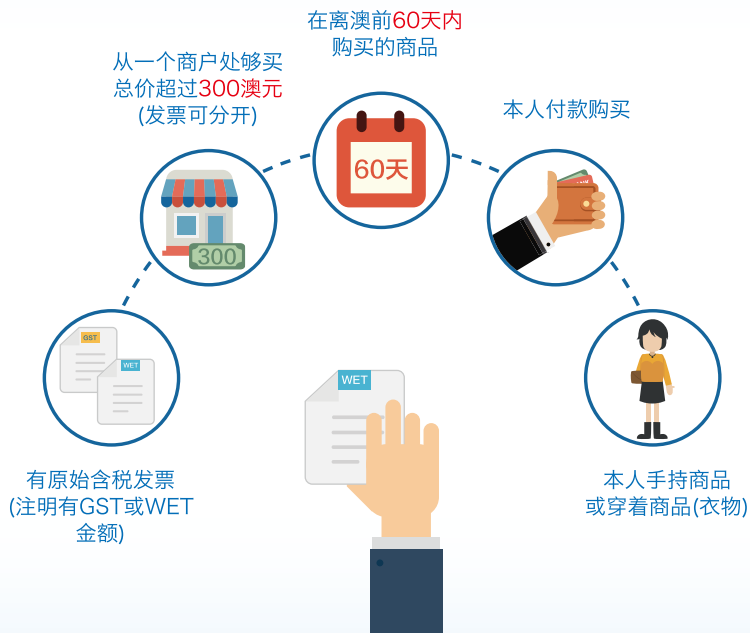 在离澳前60天内
购买的商品
从一个商户处够买
总价超过300澳元
(发票可分开)
本人付款购买
60天
300
GST
WET
WET
有原始含税发票
(注明有GST或WET
金额)
本人手持商品
或穿着商品(衣物)